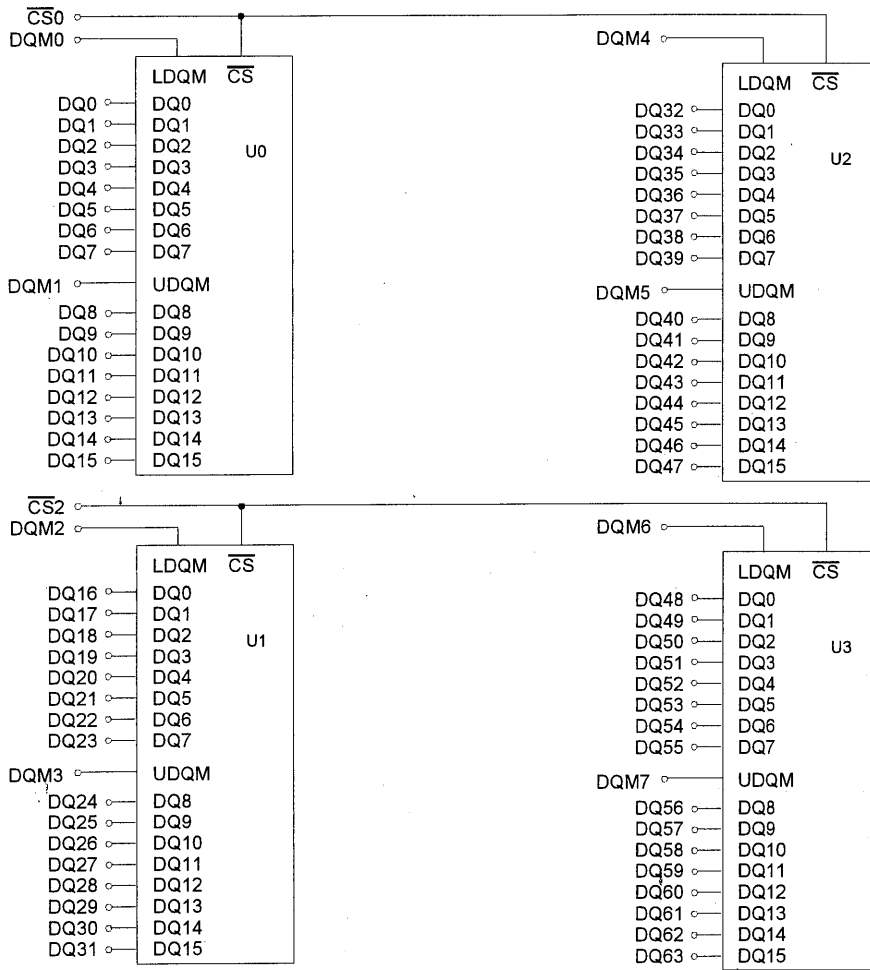 C̅S̅0
DQM0
LDQM C̅S̅
DQ0 DQ0
DQ1 DQ1
DQ2 DQ2
U0
DQ3 DQ3
DQ4 DQ4
DQ5 DQ5
DQ6 DQ6
DQ7 DQ7
DQM1 UDQM
DQ8 DQ8
DQ9 DQ9
DQ10 DQ10
DQ11 DQ11
DQ12 DQ12
DQ13 DQ13
DQ14 DQ14
DQ15 DQ15
DQM4
LDQM C̅S̅
DQ32 DQ0
DQ33 DQ1
DQ34 DQ2
U2
DQ35 DQ3
DQ36 DQ4
DQ37 DQ5
DQ38 DQ6
DQ39 DQ7
DQM5 UDQM
DQ40 DQ8
DQ41 DQ9
DQ42 DQ10
DQ43 DQ11
DQ44 DQ12
DQ45 DQ13
DQ46 DQ14
DQ47 DQ15
C̅S̅2
DQM2
LDQM C̅S̅
DQ16 DQ0
DQ17 DQ1
DQ18 DQ2
U1
DQ19 DQ3
DQ20 DQ4
DQ21 DQ5
DQ22 DQ6
DQ23 DQ7
DQM3 UDQM
DQ24 DQ8
DQ25 DQ9
DQ26 DQ10
DQ27 DQ11
DQ28 DQ12
DQ29 DQ13
DQ30 DQ14
DQ31 DQ15
DQM6
LDQM C̅S̅
DQ48 DQ0
DQ49 DQ1
DQ50 DQ2
U3
DQ51 DQ3
DQ52 DQ4
DQ53 DQ5
DQ54 DQ6
DQ55 DQ7
DQM7 UDQM
DQ56 DQ8
DQ57 DQ9
DQ58 DQ10
DQ59 DQ11
DQ60 DQ12
DQ61 DQ13
DQ62 DQ14
DQ63 DQ15